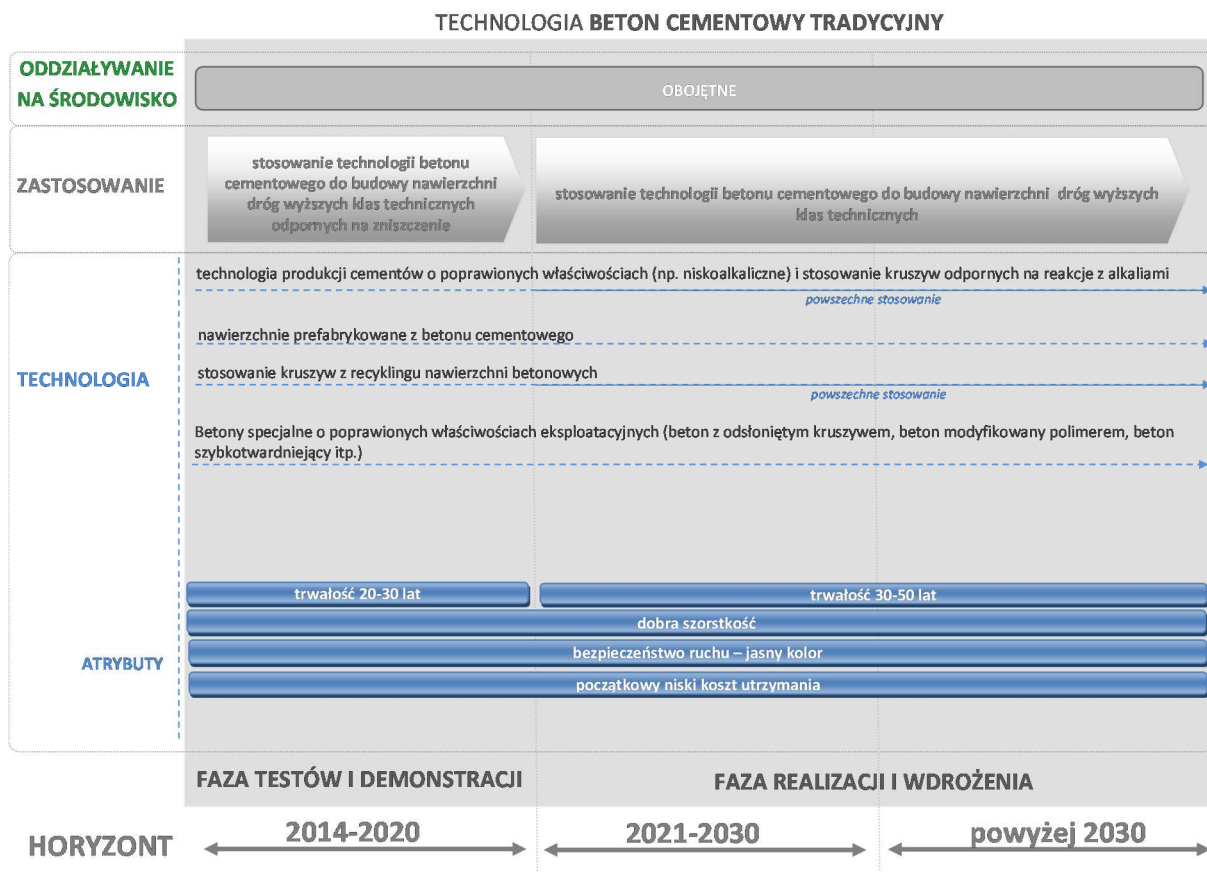 TECHNOLOGIA BETON CEMENTOWY TRADYCYJNY
ODDZIAŁYWANIE
NA ŚRODOWISKO
OBOJĘTNE
ZASTOSOWANIE
stosowanie technologii betonu
cementowego do budowy nawierzchni
dróg wyższych klas technicznych
odpornych na zniszczenie
stosowanie technologii betonu cementowego do budowy nawierzchni dróg wyższych
klas technicznych
TECHNOLOGIA
technologia produkcji cementów o poprawionych właściwościach (np. niskoalkaliczne) i stosowanie kruszyw odpornych na reakcje z alkaliami
powszechne stosowanie
nawierzchnie prefabrykowane z betonu cementowego
stosowanie kruszyw z recyklingu nawierzchni betonowych
powszechne stosowanie
Betony specjalne o poprawionych właściwościach eksploatacyjnych (beton z odsłoniętym kruszywem, beton modyfikowany polimerem, beton
szybkotwardniejący itp.)
ATRYBUTY
trwałość 20-30 lat
trwałość 30-50 lat
dobra szorstkość
bezpieczeństwo ruchu – jasny kolor
początkowy niski koszt utrzymania
FAZA TESTÓW I DEMONSTRACJI
FAZA REALIZACJI I WDROŻENIA
HORYZONT
2014-2020
2021-2030
powyżej 2030